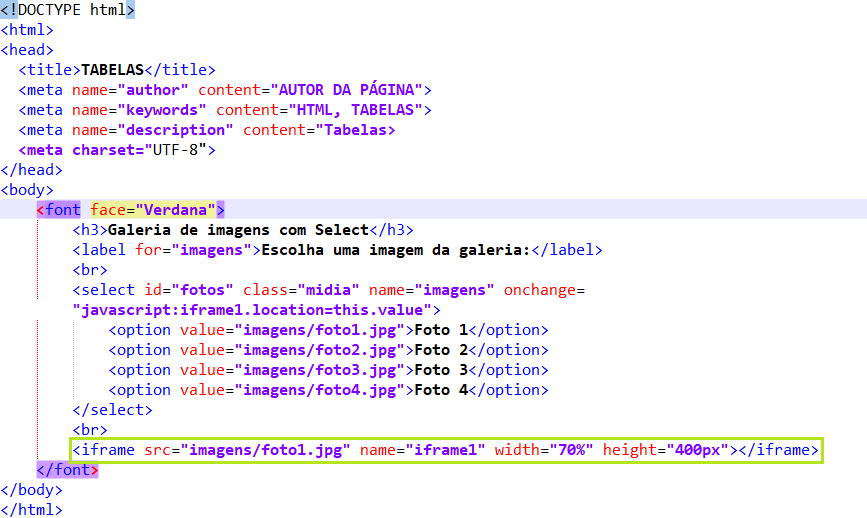 <!DOCTYPE html>
<html>
<head>
<title>TABELAS</title>
<meta name="author" content="AUTOR DA PÁGINA">
<meta name="keywords" content="HTML, TABELAS">
<meta name="description" content="Tabelas>
<meta charset="UTF-8">
</head>
<body>
<font face="Verdana">
<h3>Galeria de imagens com Select</h3>
<label for="imagens">Escolha uma imagem da galeria:</label>
<br>
<select id="fotos" class="midia" name="imagens" onchange=
"javascript:iframe1.location=this.value">
<option value="imagens/foto1.jpg">Foto 1</option>
<option value="imagens/foto2.jpg">Foto 2</option>
<option value="imagens/foto3.jpg">Foto 3</option>
<option value="imagens/foto4.jpg">Foto 4</option>
</select>
<br>
<iframe src="imagens/foto1.jpg" name="iframe1" width="70%" height="400px"></iframe>
</font>
</body>
</html>